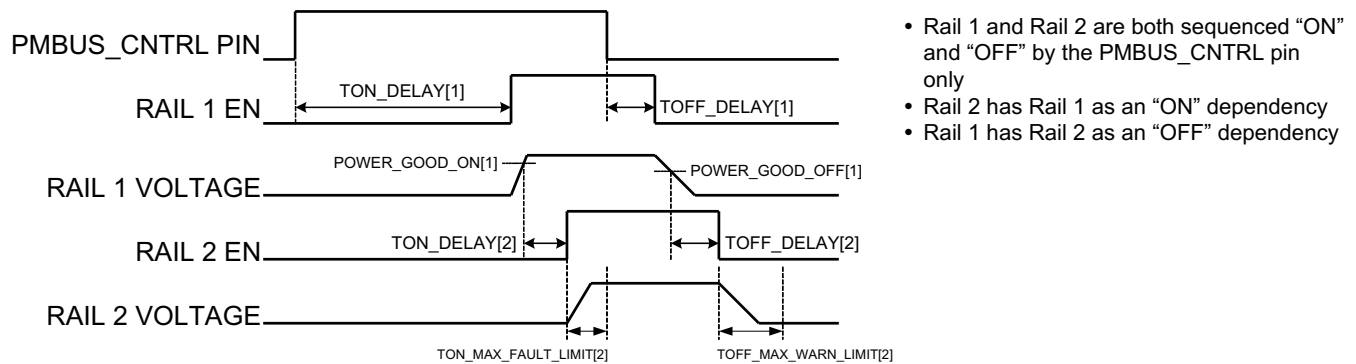 PMBUS_CNTRL PIN
TON_DELAY[1]
TOFF_DELAY[1]
RAIL 1 EN
POWER_GOOD_ON[1]
POWER_GOOD_OFF[1]
RAIL 1 VOLTAGE
TON_DELAY[2]
TOFF_DELAY[2]
RAIL 2 EN
RAIL 2 VOLTAGE
TON_MAX_FAULT_LIMIT[2]
TOFF_MAX_WARN_LIMIT[2]
• Rail 1 and Rail 2 are both sequenced “ON”
and “OFF” by the PMBUS_CNTRL pin
only
• Rail 2 has Rail 1 as an “ON” dependency
• Rail 1 has Rail 2 as an “OFF” dependency